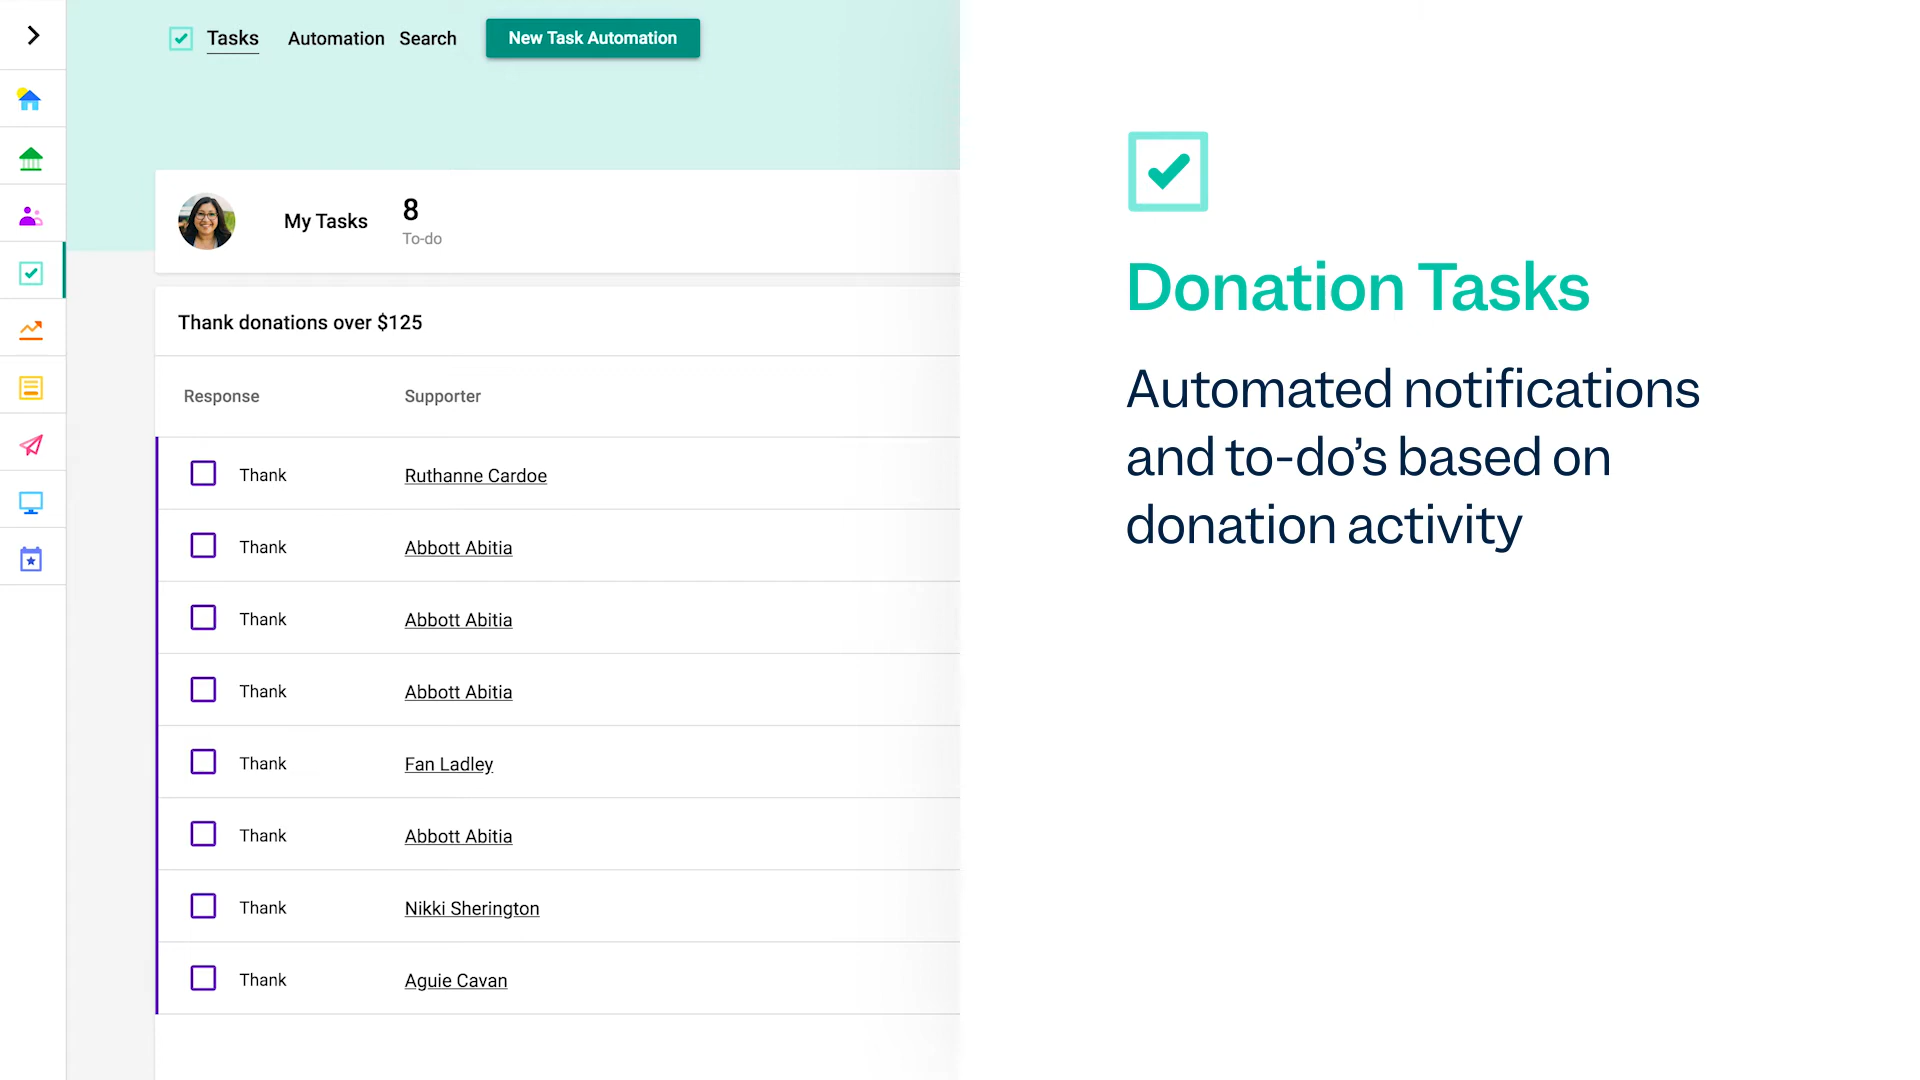 Tasks Automation Search New Task Automation
My Tasks 8
To-do
Thank donations over $125
Response Supporter
Thank Ruthanne Cardoe
Thank Abbott Abitia
Thank Abbott Abitia
Thank Abbott Abitia
Thank Fan Ladley
Thank Abbott Abitia
Thank Nikki Sherington
Thank Aguie Cavan
Donation Tasks
Automated notifications
and to-do’s based on
donation activity